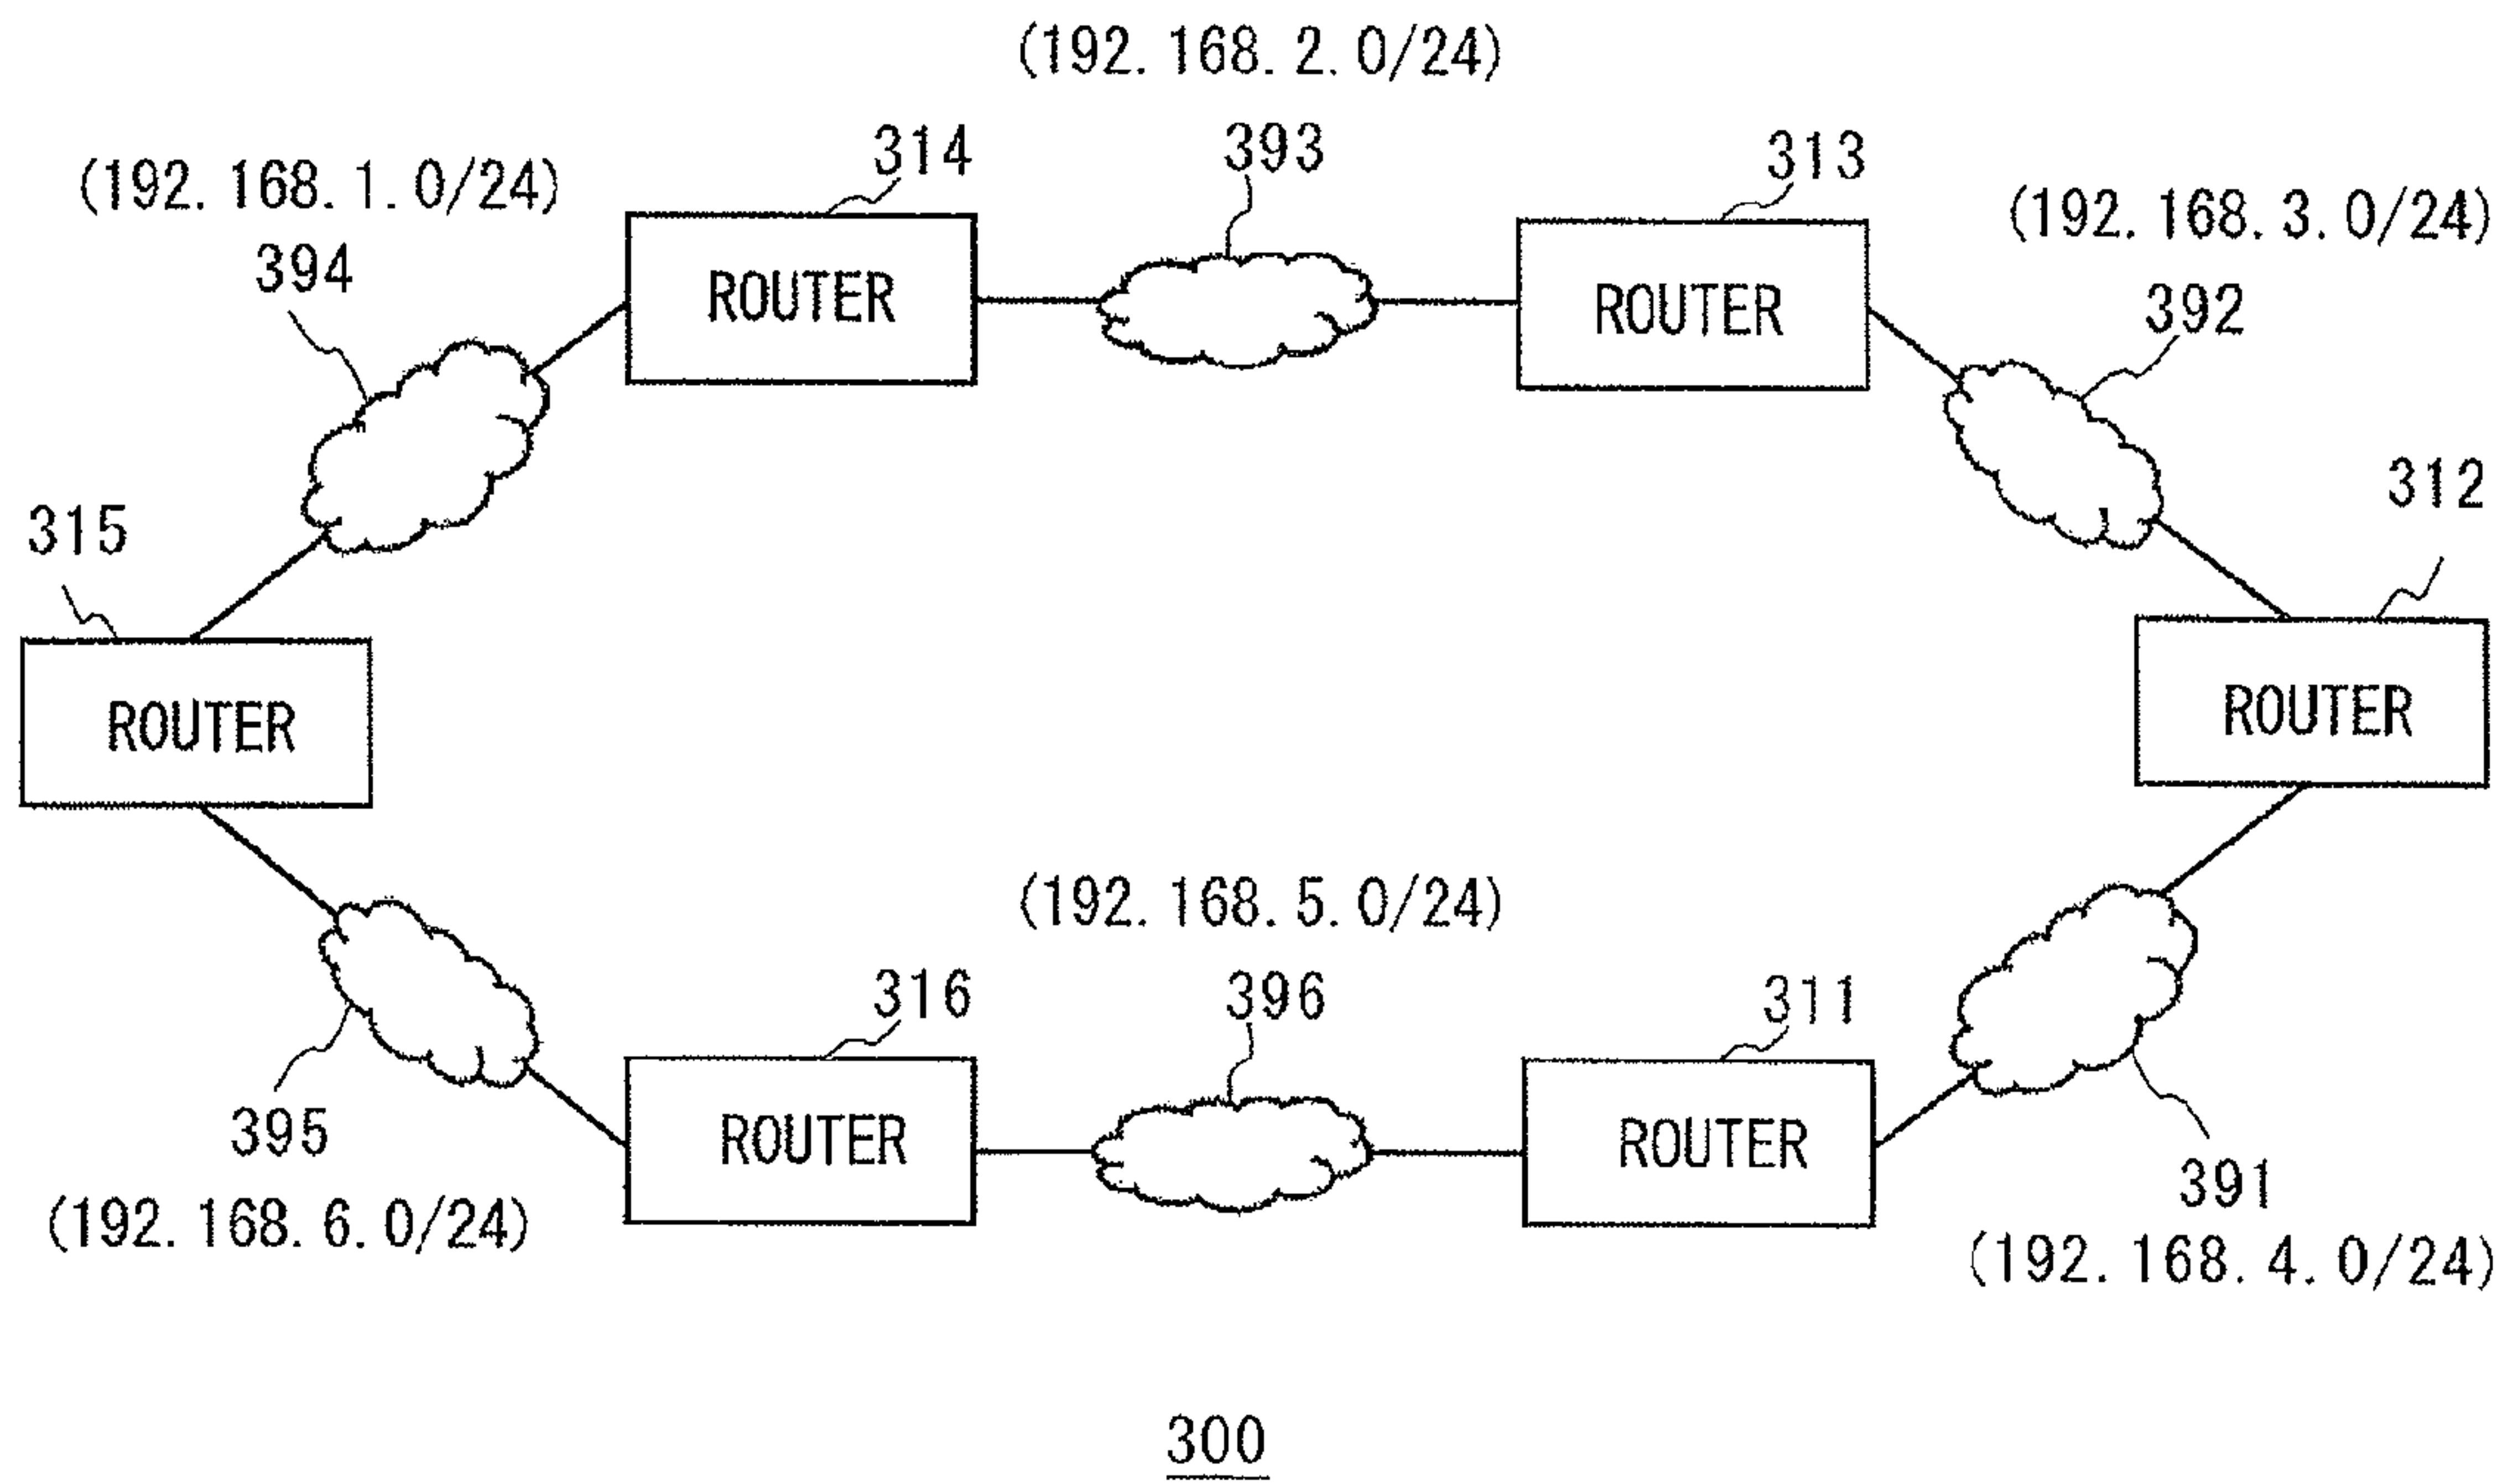 (192. 168. 2. 0/24)
314
393
313
(192. 168. 1. 0/24)
(192. 168. 3. 0/24)
394
392
ROUTER
ROUTER
315
312
ROUTER
ROUTER
(192. 168. 5. 0/24)
316
396
311
395
ROUTER
ROUTER
391
(192. 168. 6. 0/24)
(192. 168. 4. 0/24)
300